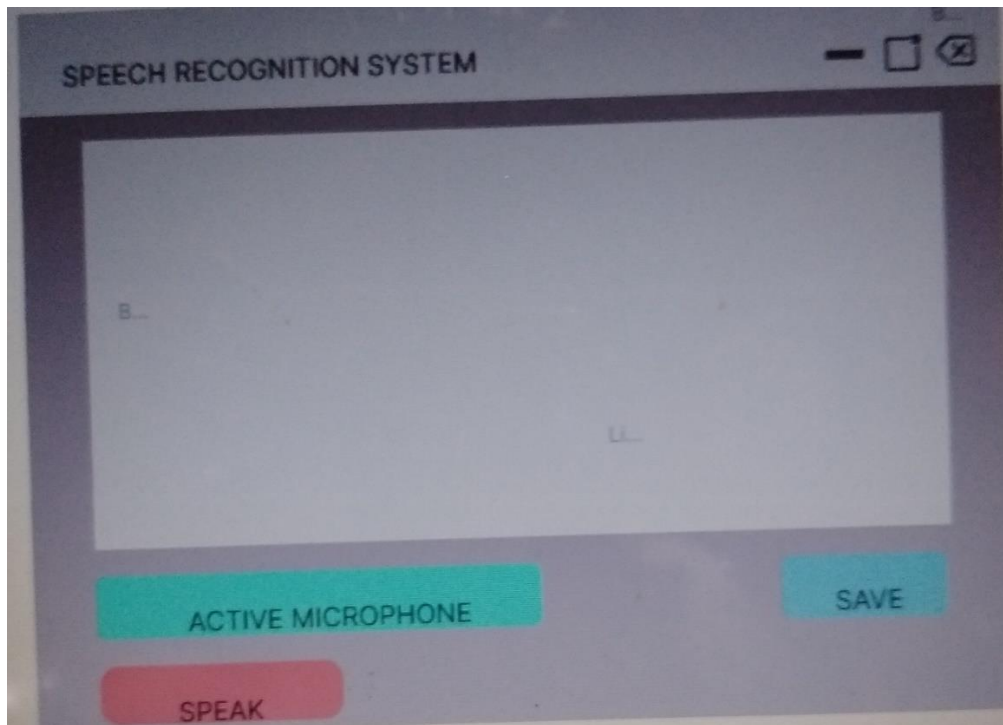 B...
SPEECH RECOGNITION SYSTEM
B...
Li...
ACTIVE MICROPHONE
SAVE
SPEAK